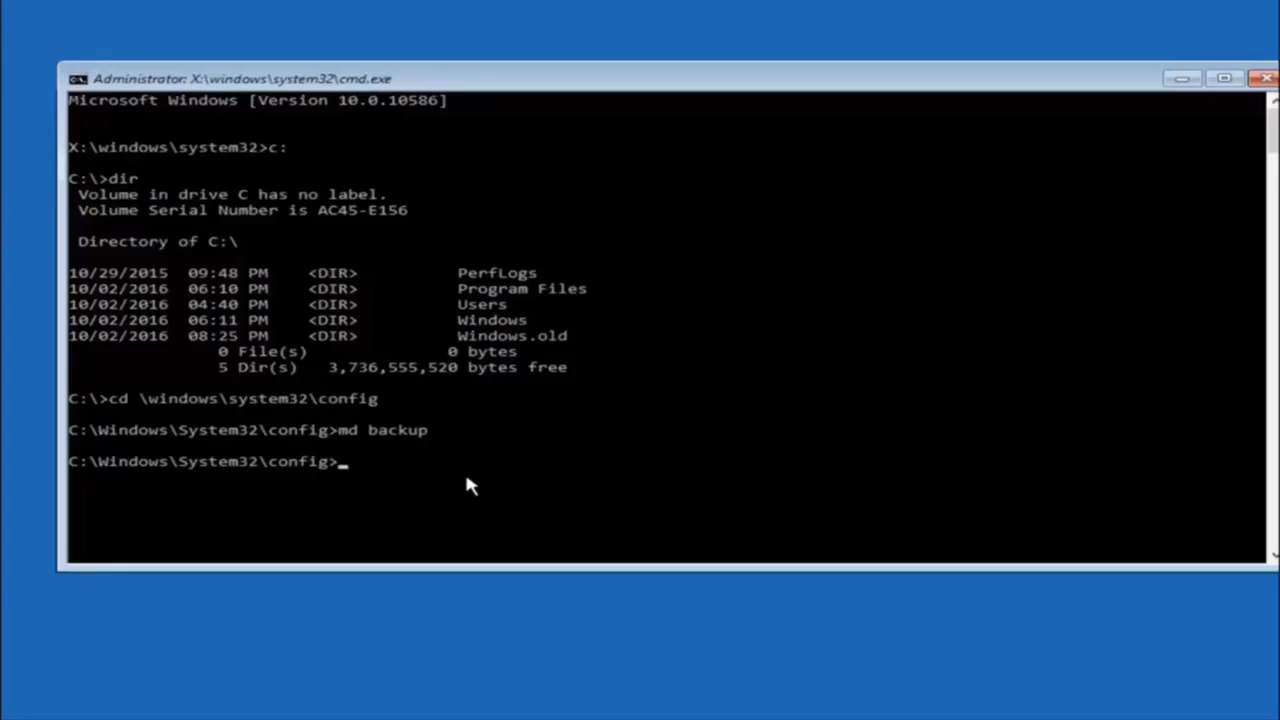 Administrator: X:\windows\system32\cmd.exe
Microsoft Windows [Version 10.0.10586]
X:\windows\system32>c:
C:\>dir
Volume in drive C has no label.
Volume Serial Number is AC45-E156
Directory of C:\
10/29/2015 09:48 PM <DIR> PerfLogs
10/02/2016 06:10 PM <DIR> Program Files
10/02/2016 04:40 PM <DIR> Users
10/02/2016 06:11 PM <DIR> Windows
10/02/2016 08:25 PM <DIR> Windows.old
0 File(s) 0 bytes
5 Dir(s) 3,736,555,520 bytes free
C:\>cd \windows\system32\config
C:\Windows\System32\config>md backup
C:\Windows\System32\config>_